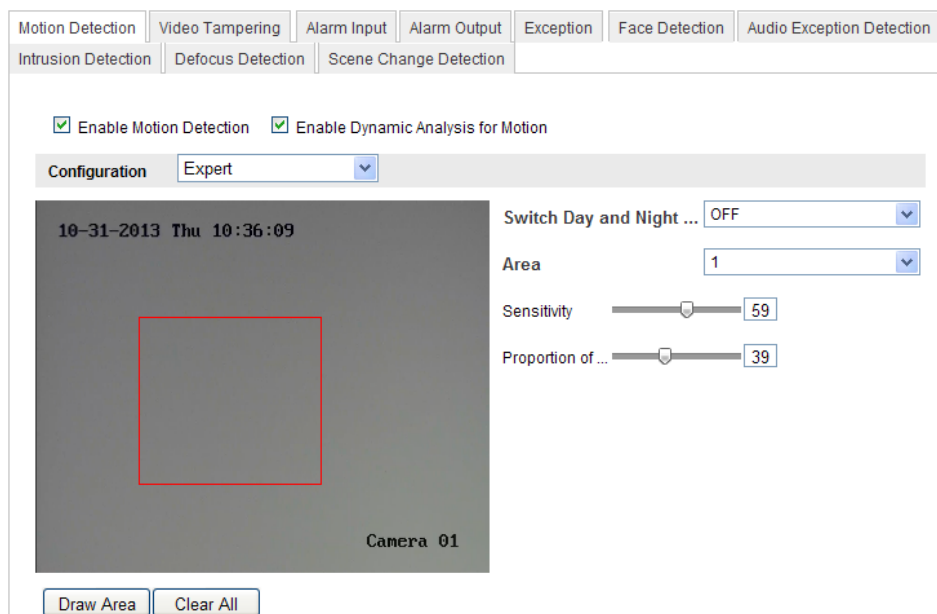 Motion Detection Video Tampering Alarm Input Alarm Output Exception Face Detection Audio Exception Detection
Intrusion Detection Defocus Detection Scene Change Detection
Enable Motion Detection Enable Dynamic Analysis for Motion
Configuration Expert
10-31-2013 Thu 10:36:09
Camera 01
Switch Day and Night ... OFF
Area 1
Sensitivity 59
Proportion of ... 39
Draw Area Clear All